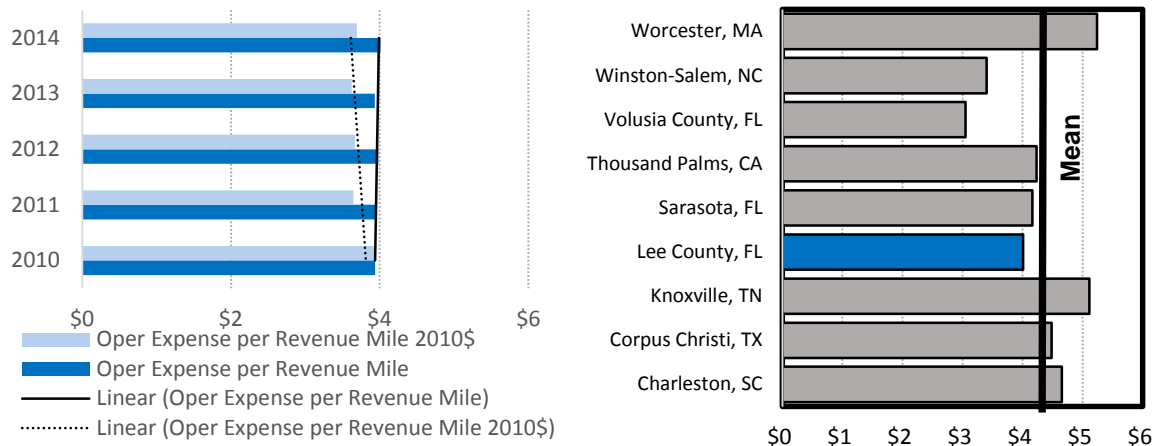 2014
2013
2012
2011
2010
$0 $2 $4 $6
Oper Expense per Revenue Mile 2010$
Oper Expense per Revenue Mile
Linear (Oper Expense per Revenue Mile)
Linear (Oper Expense per Revenue Mile 2010$)
Worcester, MA
Winston-Salem, NC
Volusia County, FL
Thousand Palms, CA
Sarasota, FL
Lee County, FL
Knoxville, TN
Corpus Christi, TX
Charleston, SC
Mean
$0 $1 $2 $3 $4 $5 $6